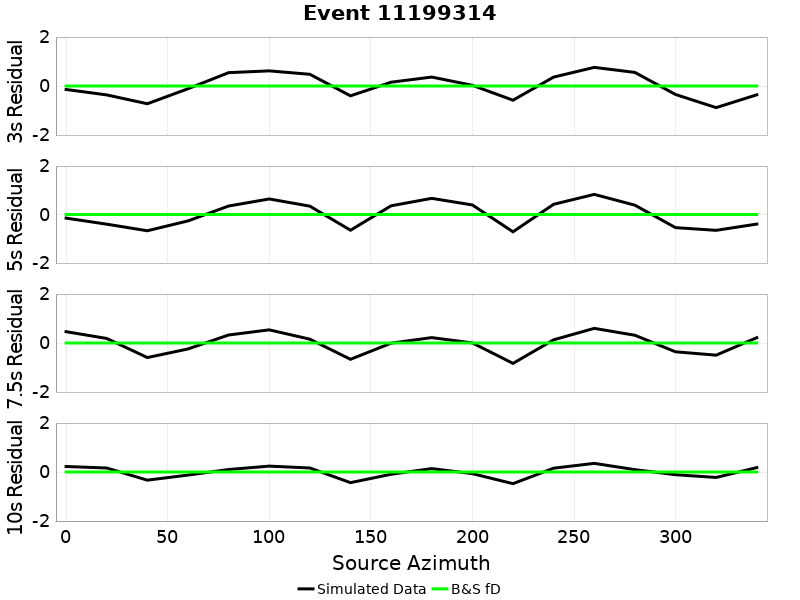 Event 11199314
3s Residual
2
0
-2
5s Residual
2
0
-2
7.5s Residual
2
0
-2
10s Residual
2
0
-2
0 50 100 150 200 250 300
Source Azimuth
Simulated Data B&S fD